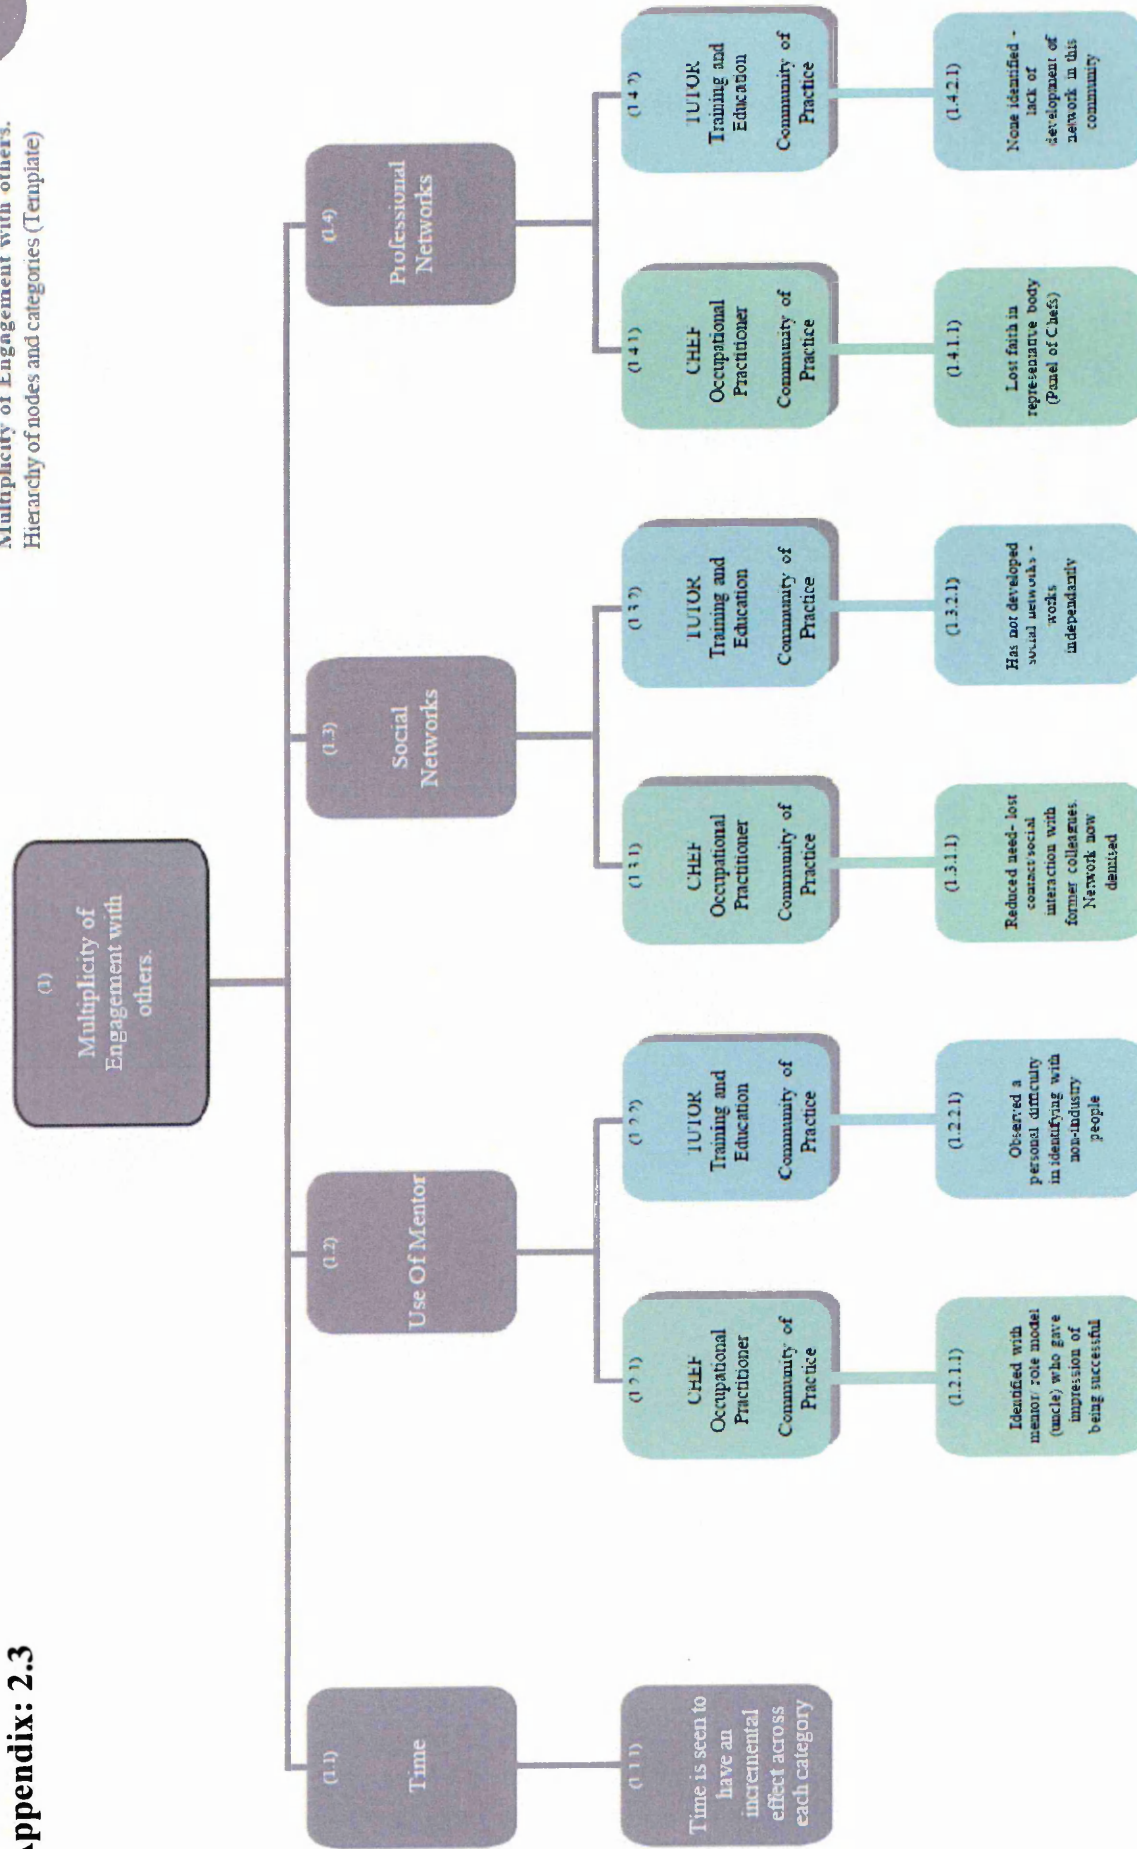 Appendix: 2.3
Multiplicity of Engagement with others.
Hierarchy of nodes and categories (Template)
(1)
Multiplicity of
Engagement with
others.
(1.1)
Time
(1.1.1)
Time is seen to
have an
incremental
effect across
each category
(1.2)
Use Of Mentor
(1.2.1)
CHEF
Occupational
Practitioner
Community of
Practice
(1.2.1.1)
Identified with
mentor/ role model
(uncle) who gave
impression of
being successful
(1.2.2)
TUTOR
Training and
Education
Community of
Practice
(1.2.2.1)
Observed a
personal difficulty
in identifying with
non-industry
people
(1.3)
Social
Networks
(1.3.1)
CHEF
Occupational
Practitioner
Community of
Practice
(1.3.1.1)
Reduced need- lost
contact/social
interaction with
former colleagues.
Network now
demised
(1.3.2)
TUTOR
Training and
Education
Community of
Practice
(1.3.2.1)
Has not developed
social networks -
works
independantly
(1.4)
Professional
Networks
(1.4.1)
CHEF
Occupational
Practitioner
Community of
Practice
(1.4.1.1)
Lost faith in
representative body
(Panel of Chefs)
(1.4.2)
TUTOR
Training and
Education
Community of
Practice
(1.4.2.1)
None identified -
lack of
development of
network in this
community